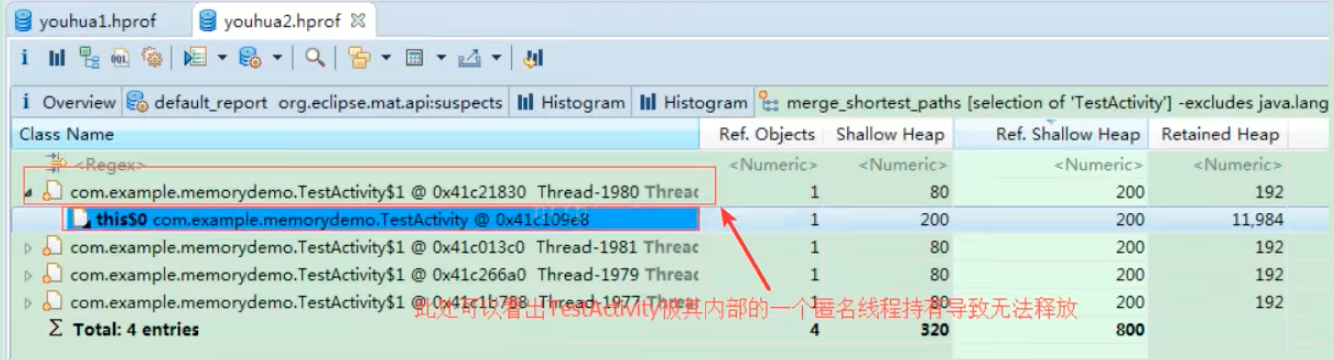 youhua1.hprof youhua2.hprof
i OQL
i Overview default_report org.eclipse.mat.api:suspects Histogram Histogram merge_shortest_paths [selection of 'TestActivity'] -excludes java.lang
Class Name Ref. Objects Shallow Heap Ref. Shallow Heap Retained Heap
<Regex> <Numeric> <Numeric> <Numeric> <Numeric>
com.example.memorydemo.TestActivity$1 @ 0x41c21830 Thread-1980 Threac 1 80 200 192
this$0 com.example.memorydemo.TestActivity @ 0x41c109e8 1 200 200 11,984
com.example.memorydemo.TestActivity$1 @ 0x41c013c0 Thread-1981 Threac 1 80 200 192
com.example.memorydemo.TestActivity$1 @ 0x41c266a0 Thread-1979 Threac 1 80 200 192
com.example.memorydemo.TestActivity$1 @ 0x41c1b788 Thread-1977 Threac 1 80 200 192
此处可以看出TestActivity被其内部的一个匿名线程持有导致无法释放
Σ Total: 4 entries 4 320 800